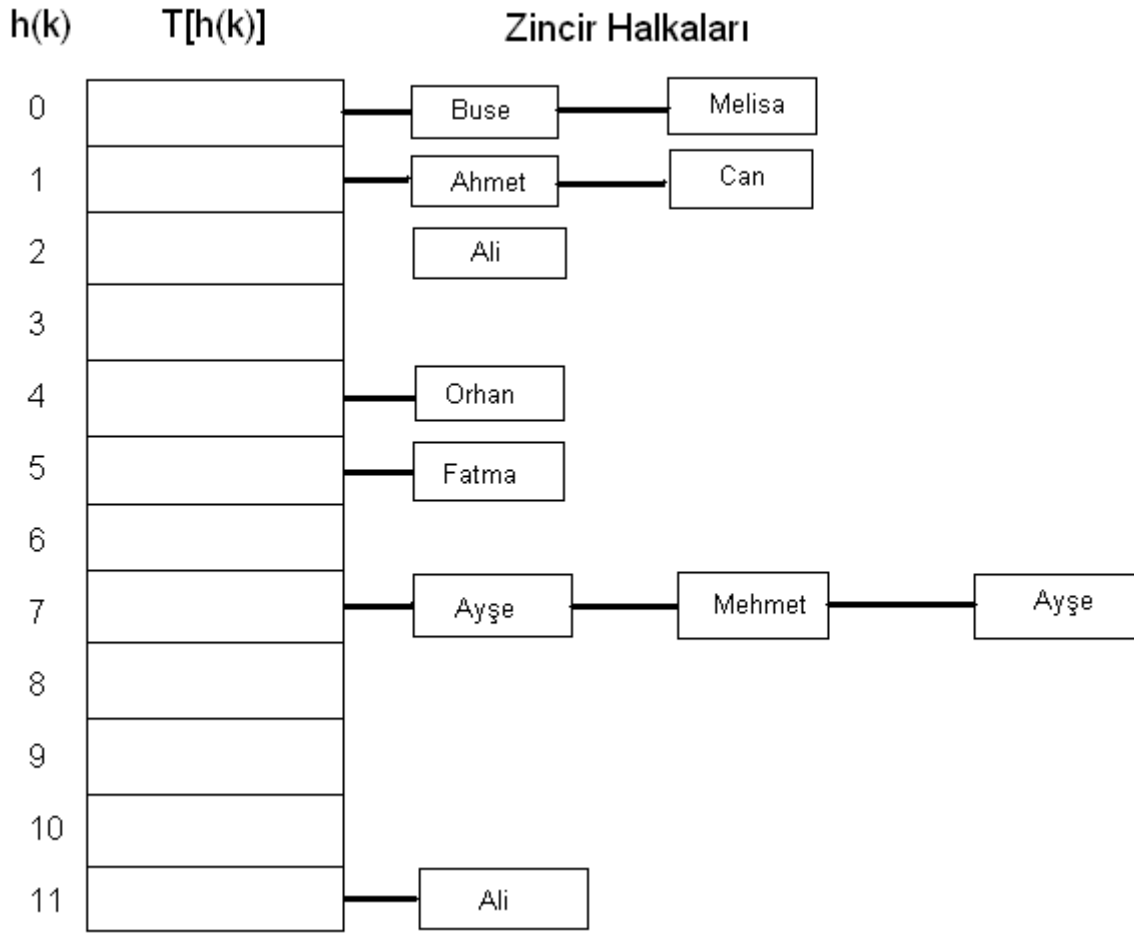 h(k) T[h(k)] Zincir Halkaları
0 Buse Melisa
1 Ahmet Can
2 Ali
3
4 Orhan
5 Fatma
6
7 Ayşe Mehmet Ayşe
8
9
10
11 Ali